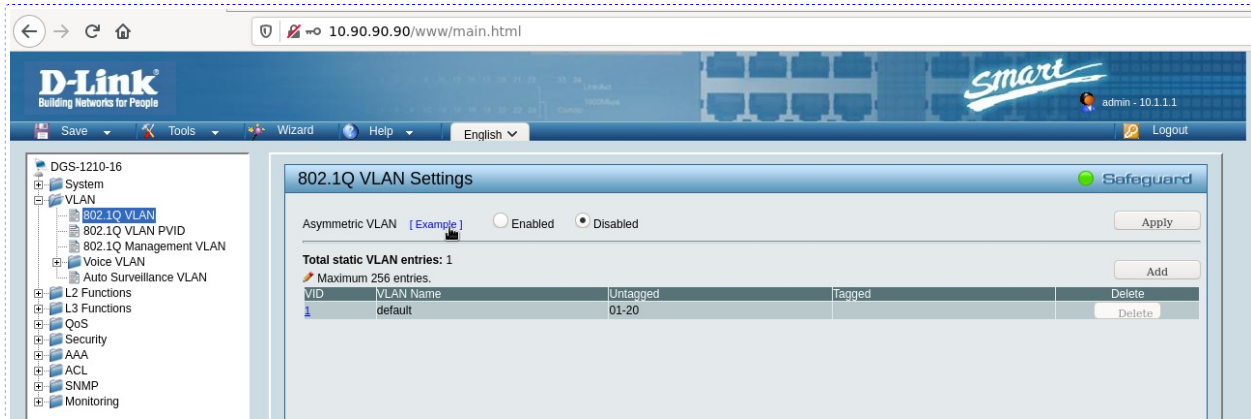 10.90.90.90/www/main.html
D-Link
Building Networks for People
smart
admin - 10.1.1.1
Save Tools Wizard Help English Logout
DGS-1210-16
System
VLAN
802.1Q VLAN
802.1Q VLAN PVID
802.1Q Management VLAN
Voice VLAN
Auto Surveillance VLAN
L2 Functions
L3 Functions
QoS
Security
AAA
ACL
SNMP
Monitoring
802.1Q VLAN Settings Safeguard
Asymmetric VLAN [ Example ] Enabled Disabled Apply
Total static VLAN entries: 1
Maximum 256 entries. Add
VID VLAN Name Untagged Tagged Delete
1 default 01-20 Delete